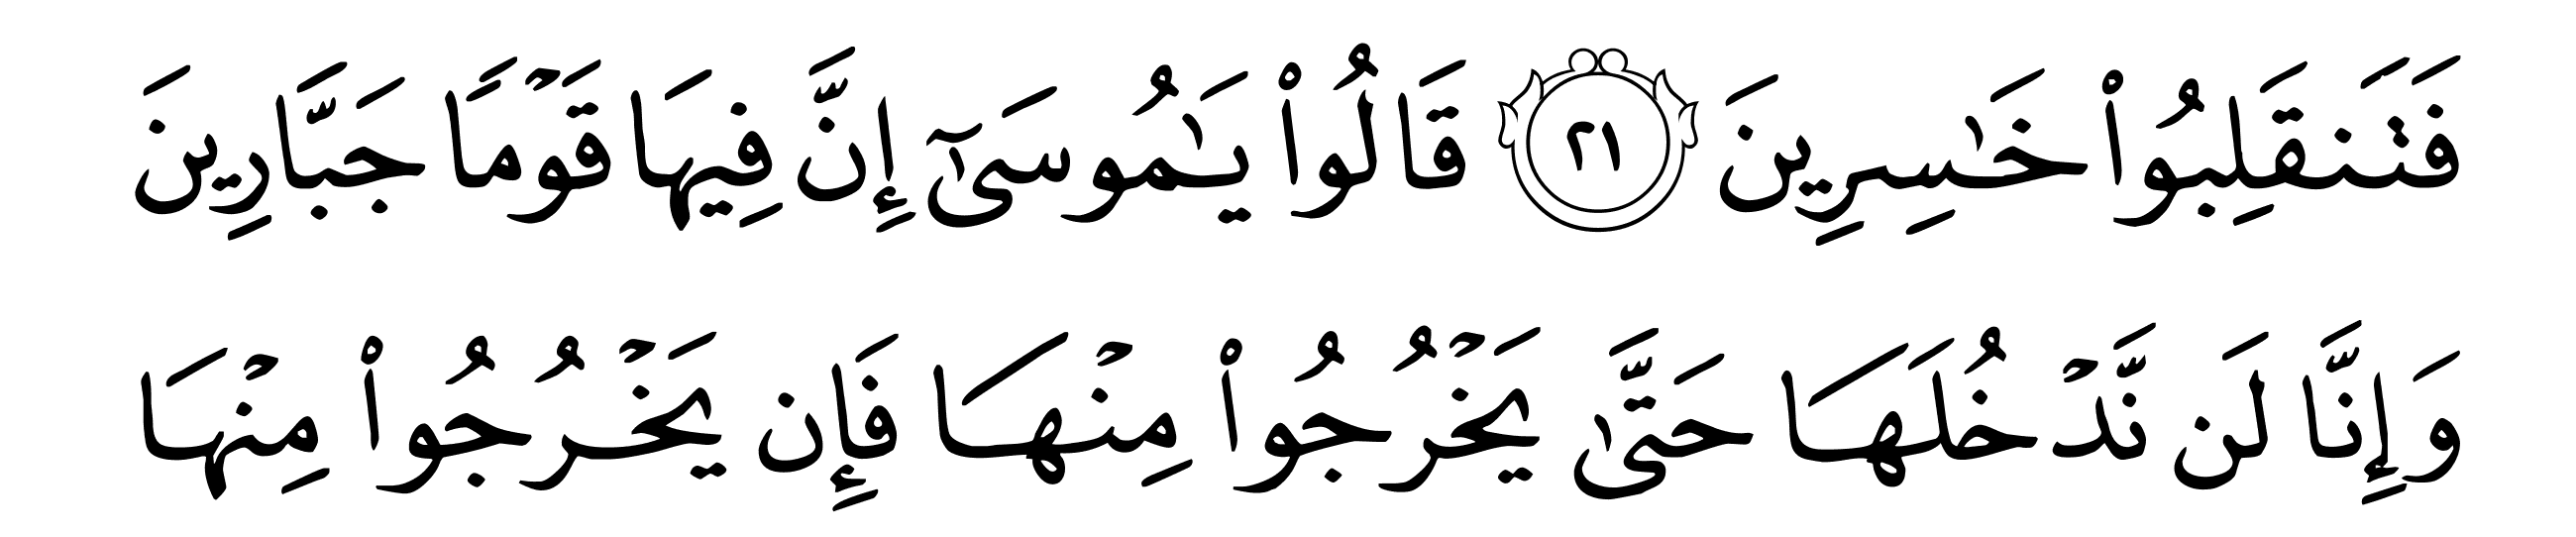 فَتَنقَلِبُواْ خَٰسِرِينَ ٢١ قَالُواْ يَٰمُوسَىٰٓ إِنَّ فِيهَا قَوۡمٗا جَبَّارِينَ
وَإِنَّا لَن نَّدۡخُلَهَا حَتَّىٰ يَخۡرُجُواْ مِنۡهَا فَإِن يَخۡرُجُواْ مِنۡهَا